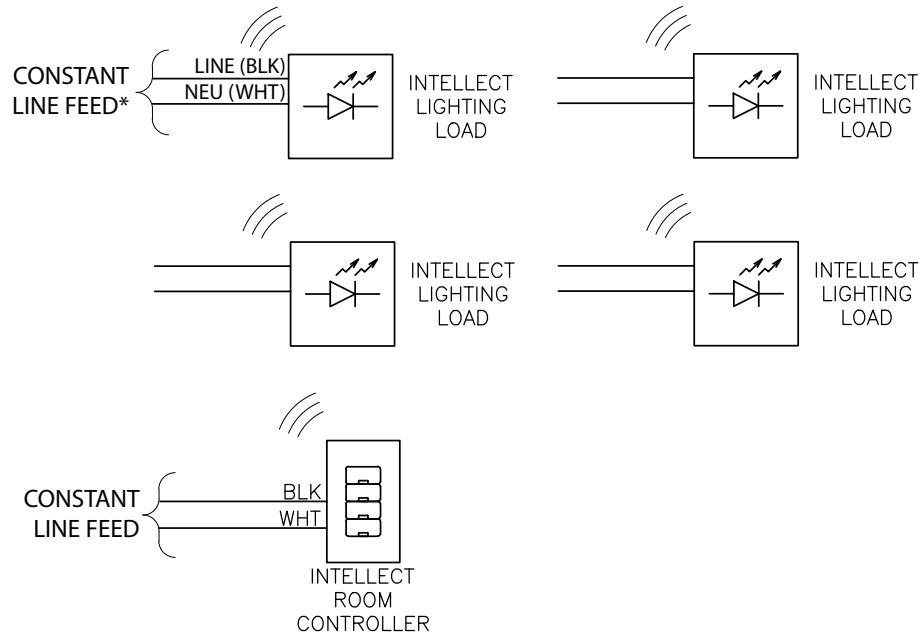 CONSTANT
LINE FEED*
LINE (BLK)
NEU (WHT)
INTELLECT
LIGHTING
LOAD
INTELLECT
LIGHTING
LOAD
INTELLECT
LIGHTING
LOAD
INTELLECT
LIGHTING
LOAD
CONSTANT
LINE FEED
BLK
WHT
INTELLECT
ROOM
CONTROLLER